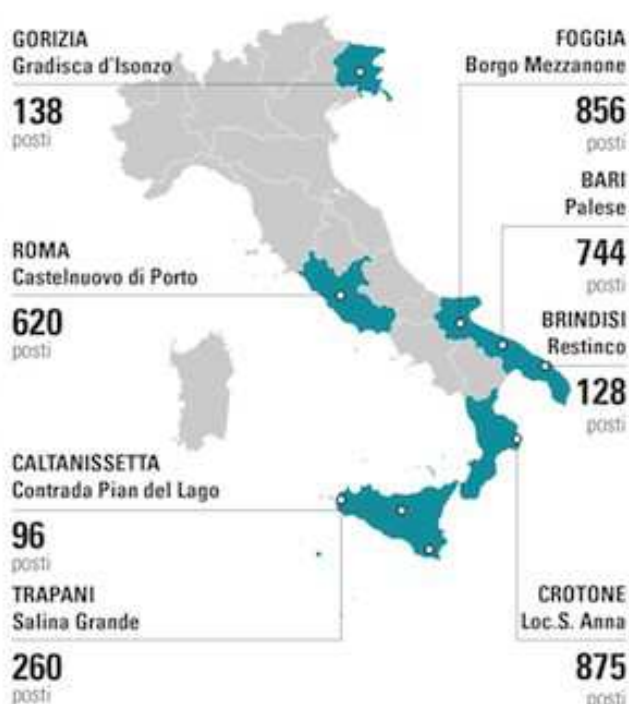 GORIZIA
Gradisca d'Isonzo
138
posti
FOGGIA
Borgo Mezzanone
856
posti
BARI
Palese
744
posti
ROMA
Castelnuovo di Porto
620
posti
BRINDISI
Restinco
128
posti
CALTANISSETTA
Contrada Pian del Lago
96
posti
TRAPANI
Salina Grande
260
posti
CROTONE
Loc.S. Anna
875
posti